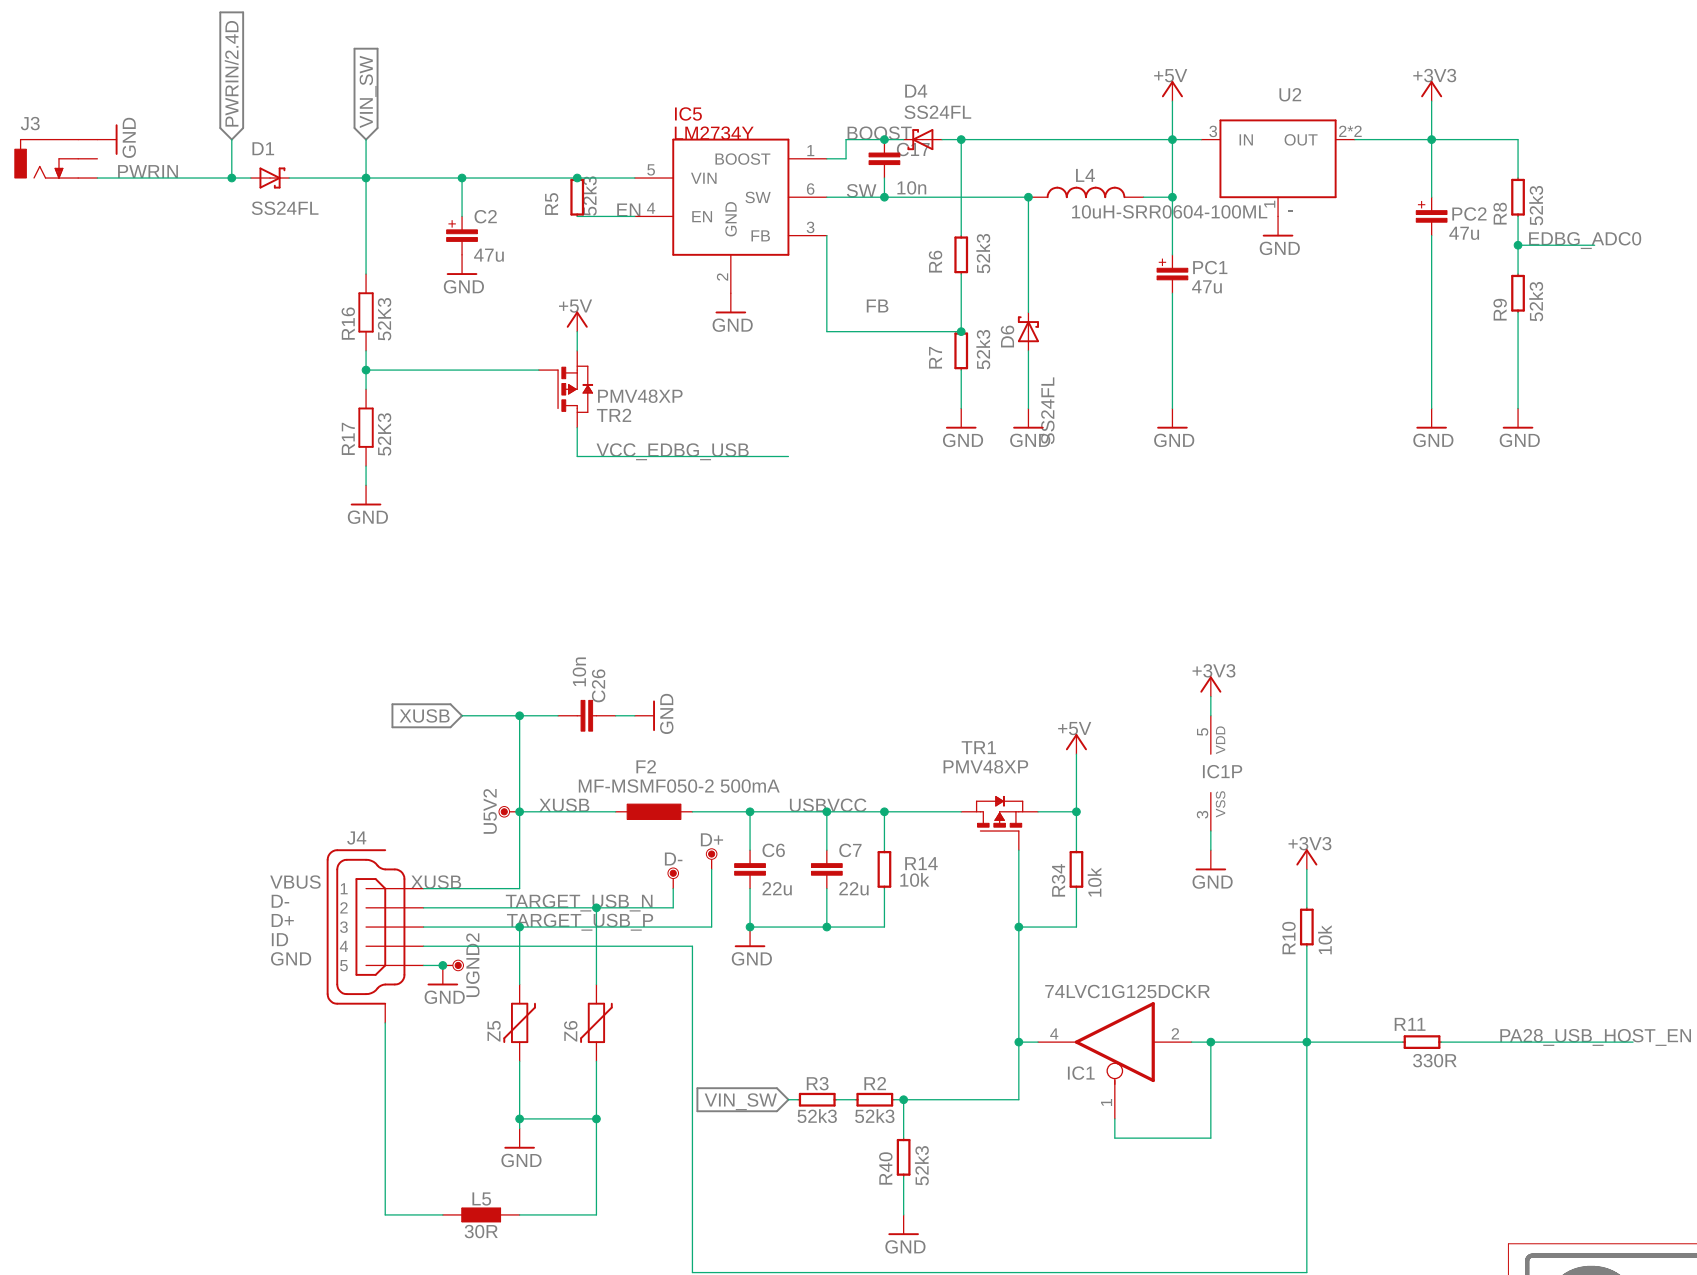 PWRIN/2.4D
VIN_SW
J3
GND
PWRIN
D1
SS24FL
C2
47u
GND
R16
52K3
R17
52K3
GND
R5
52k3
EN
IC5
LM2734Y
5
4
VIN
EN
BOOST
SW
FB
GND
1
6
3
2
GND
+5V
PMV48XP
TR2
VCC_EDBG_USB
BOOST
D4
SS24FL
C17
10n
SW
FB
R6
52k3
R7
52k3
GND
D6
SS24FL
GND
L4
10uH-SRR0604-100ML
+5V
PC1
47u
GND
U2
3
IN
OUT
2*2
1
-
GND
+3V3
PC2
47u
GND
R8
52k3
EDBG_ADC0
R9
52k3
GND
XUSB
10n
C26
GND
U5V2
XUSB
F2
MF-MSMF050-2 500mA
USBVCC
TR1
PMV48XP
+5V
D-
D+
C6
22u
C7
22u
R14
10k
GND
R34
10k
+3V3
5
VDD
IC1P
3
VSS
GND
J4
VBUS
D-
D+
ID
GND
1
2
3
4
5
XUSB
TARGET_USB_N
TARGET_USB_P
UGND2
GND
Z5
Z6
GND
L5
30R
+3V3
R10
10k
74LVC1G125DCKR
4
2
IC1
1
R11
330R
PA28_USB_HOST_EN
VIN_SW
R3
52k3
R2
52k3
R40
52k3
GND